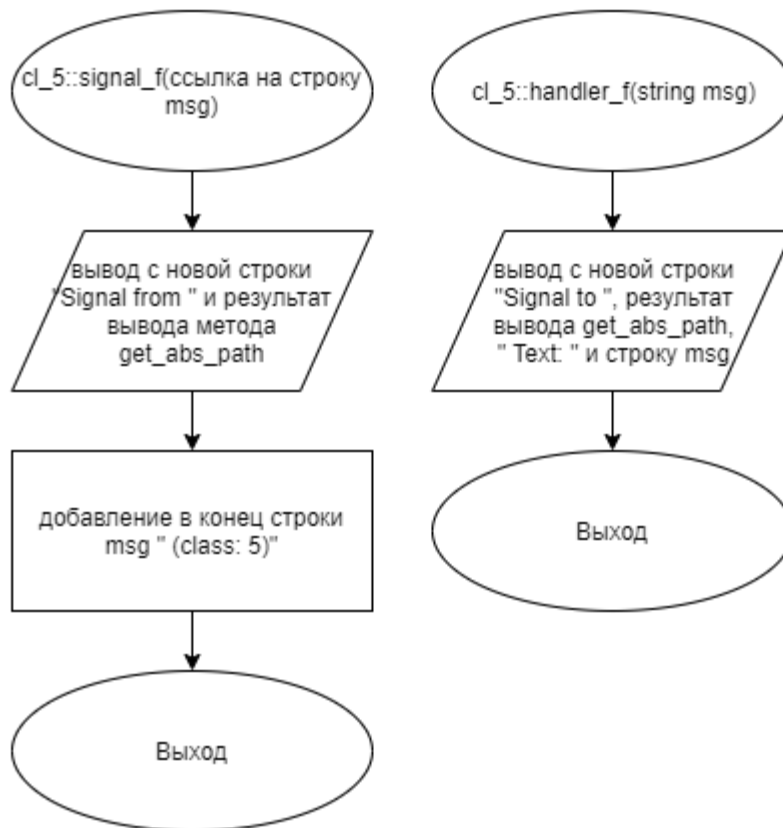 cl_5::signal_f(ссылка на строку
msg)
вывод с новой строки
"Signal from " и результат
вывода метода
get_abs_path
добавление в конец строки
msg " (class: 5)"
Выход
cl_5::handler_f(string msg)
вывод с новой строки
"Signal to ", результат
вывода get_abs_path,
" Text: " и строку msg
Выход